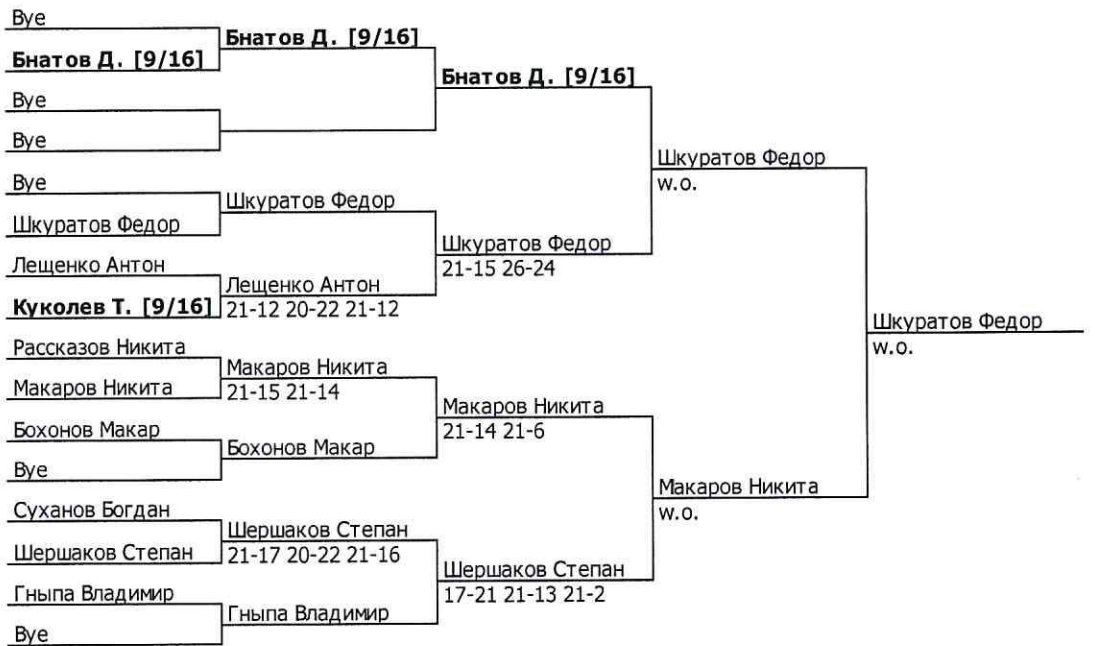 Bye
Бнатов Д. [9/16]
Bye
Bye
Bye
Шкуратов Федор
Лещенко Антон
Куколев Т. [9/16]
Рассказов Никита
Макаров Никита
Бохонов Макар
Bye
Суханов Богдан
Шершаков Степан
Гныпа Владимир
Bye
Бнатов Д. [9/16]
Шкуратов Федор
Лещенко Антон
21-12 20-22 21-12
Макаров Никита
21-15 21-14
Бохонов Макар
Шершаков Степан
21-17 20-22 21-16
Гныпа Владимир
Бнатов Д. [9/16]
Шкуратов Федор
21-15 26-24
Макаров Никита
21-14 21-6
Шершаков Степан
17-21 21-13 21-2
Шкуратов Федор
w.o.
Макаров Никита
w.o.
Шкуратов Федор
w.o.